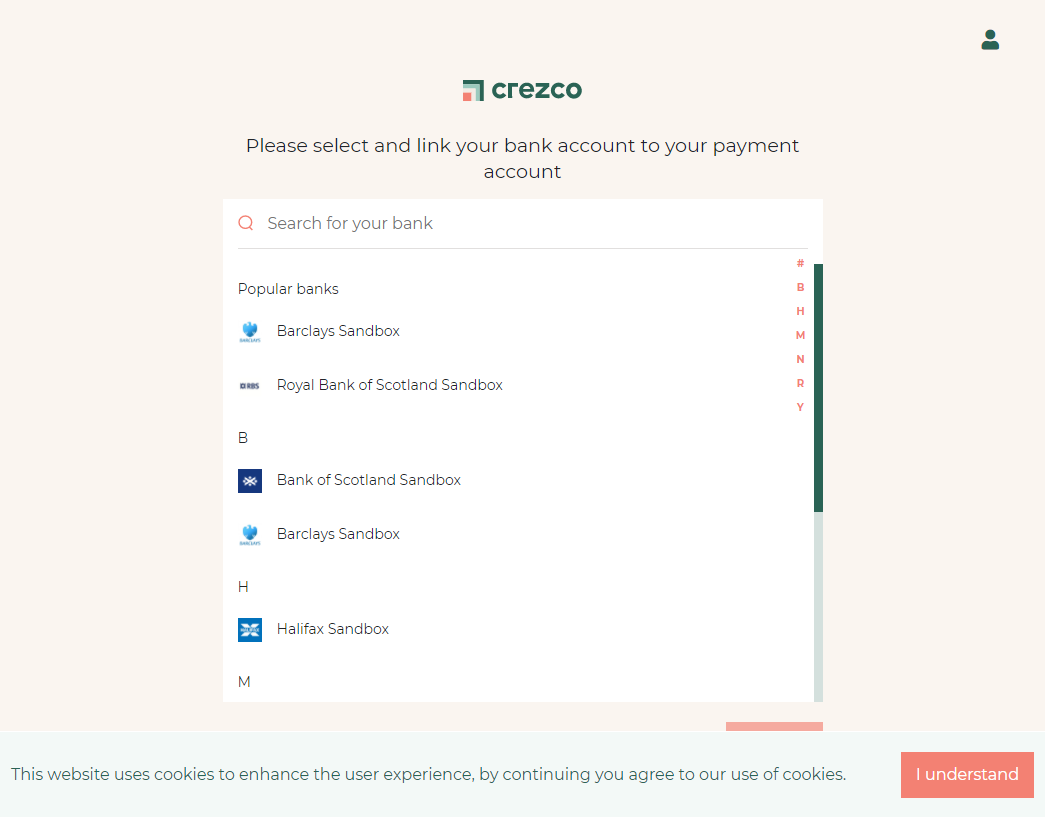 crezco
Please select and link your bank account to your payment
account
Search for your bank
#
Popular banks
B
H
Barclays Sandbox
M
N
Royal Bank of Scotland Sandbox
R
Y
B
Bank of Scotland Sandbox
BARCLAYS
Barclays Sandbox
H
Halifax Sandbox
M
This website uses cookies to enhance the user experience, by continuing you agree to our use of cookies.
I understand